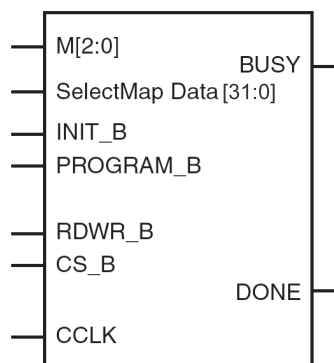 M[2:0]
BUSY
SelectMap Data [31:0]
INIT_B
PROGRAM_B
RDWR_B
CS_B
DONE
CCLK